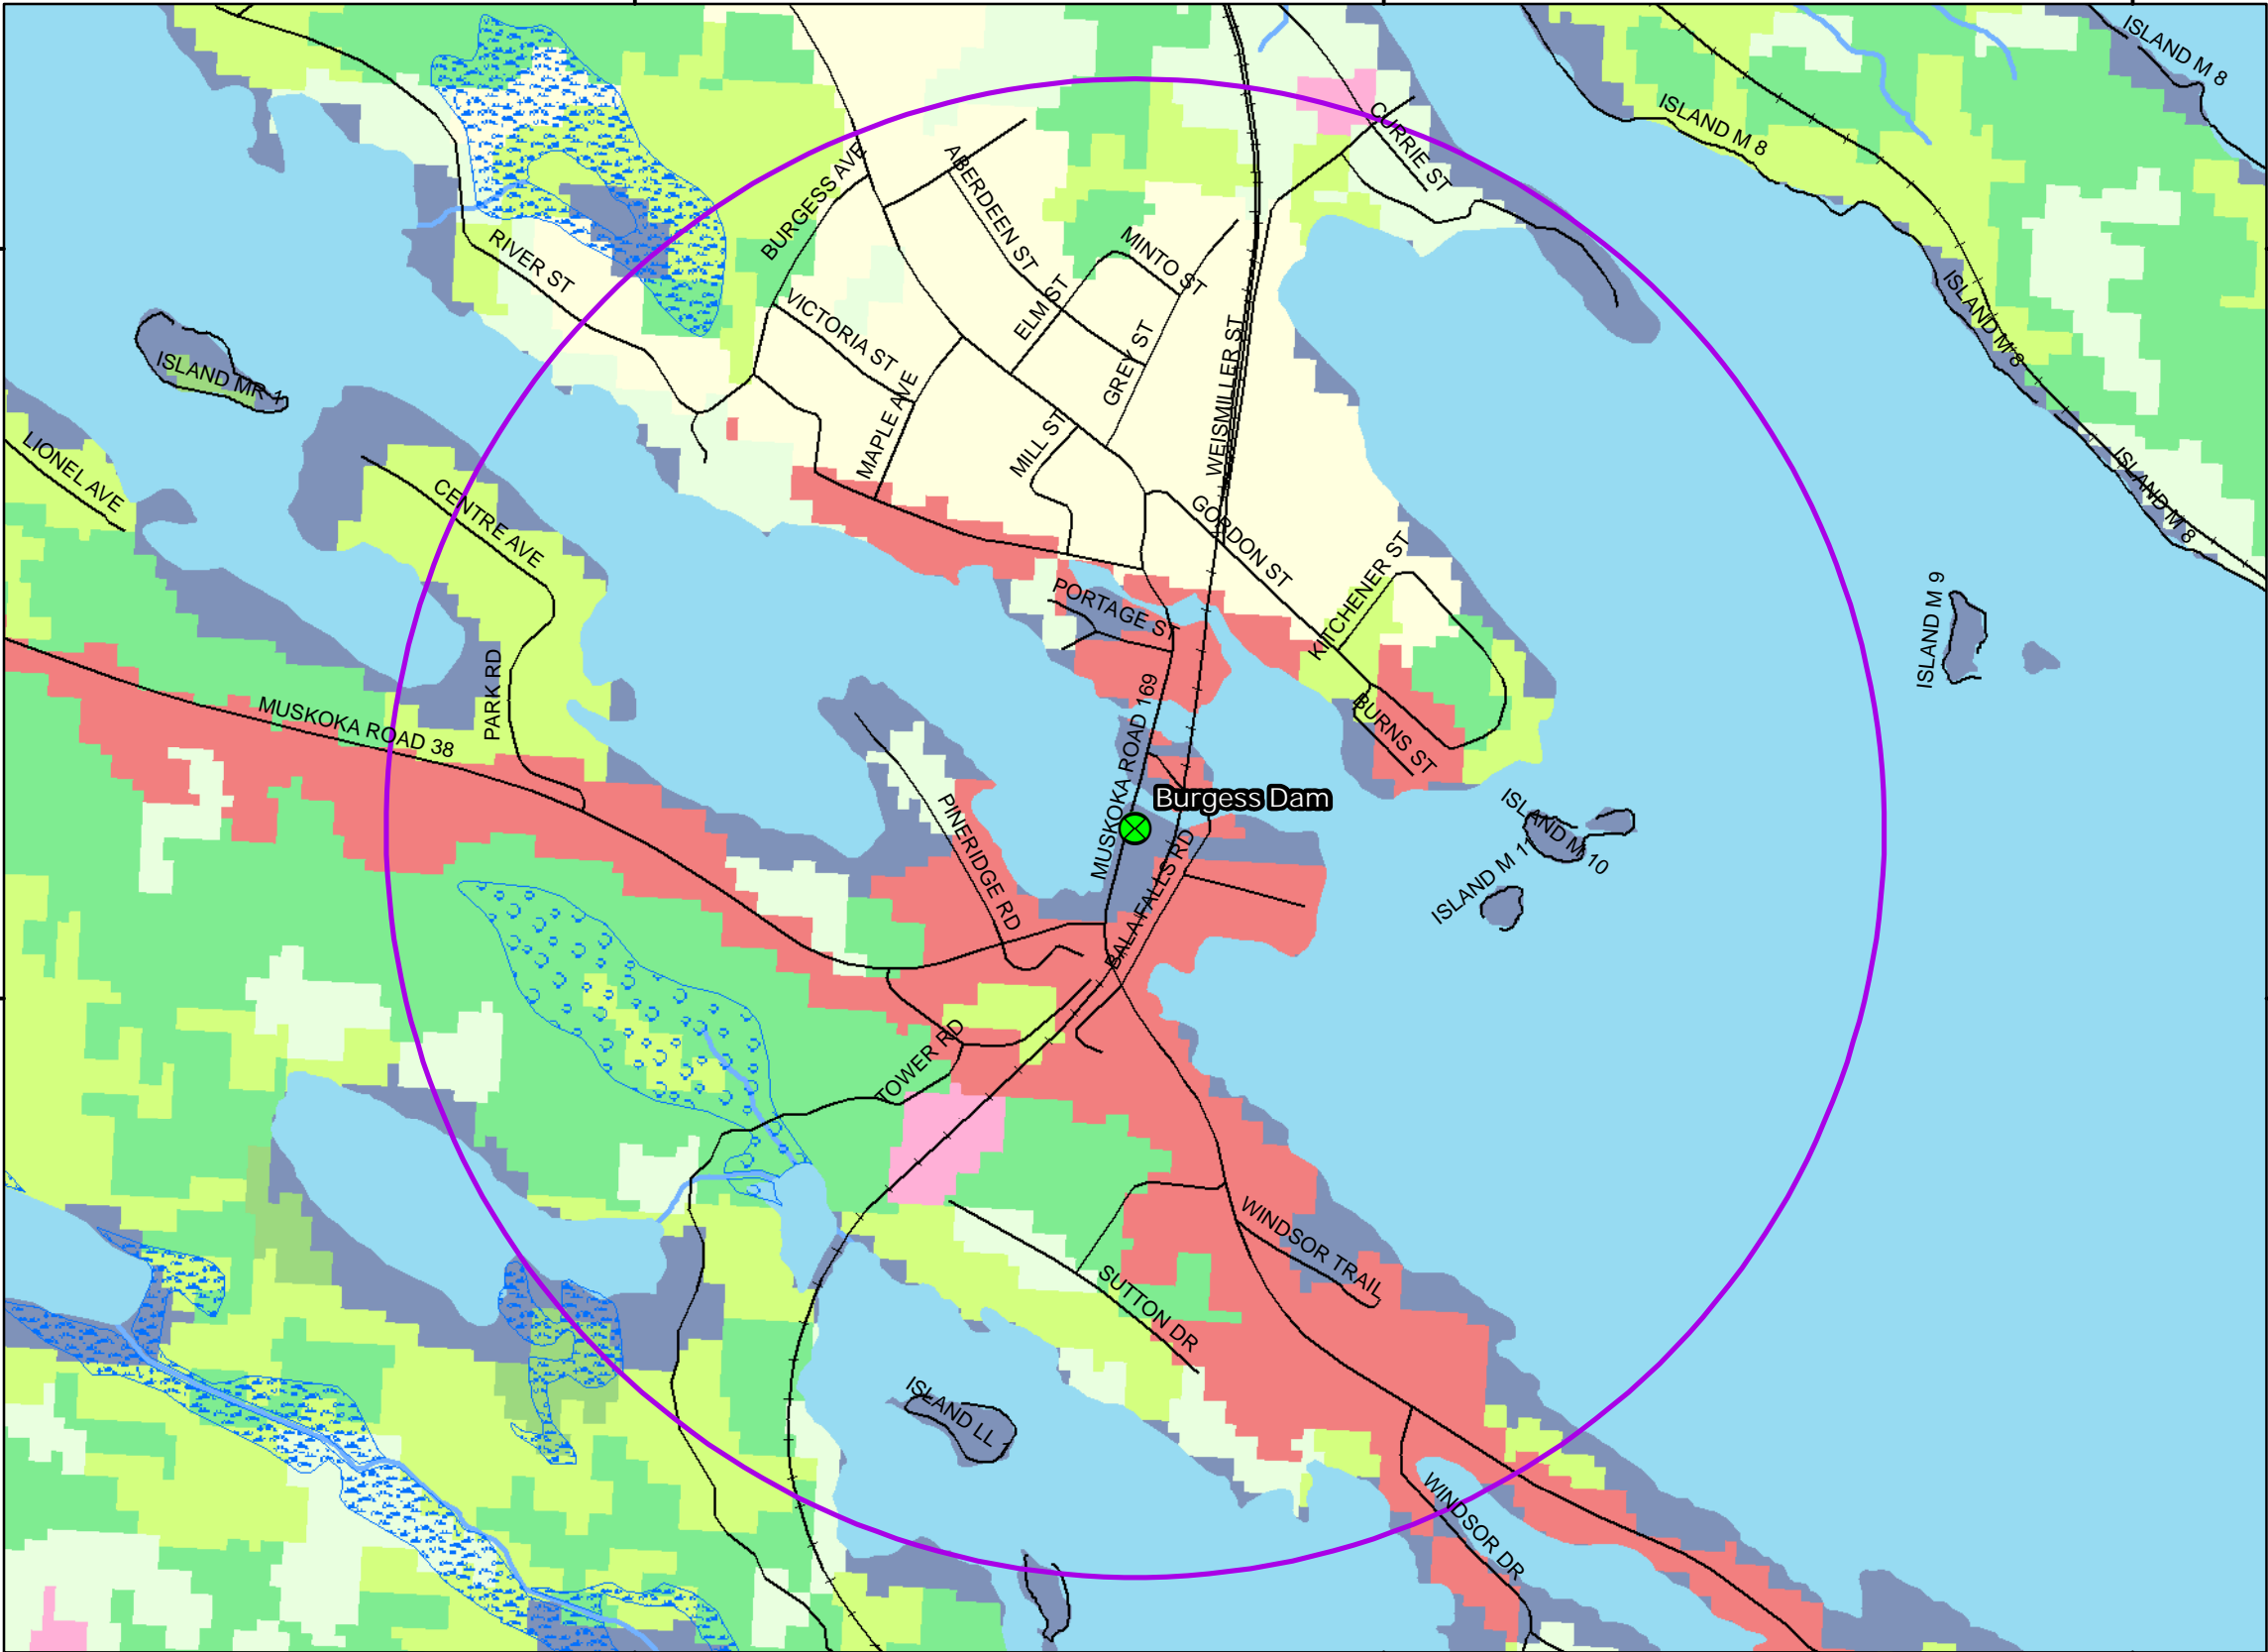 ISLAND M 8
ISLAND M 8
CURRIE ST
ABERDEEN ST
BURGESS AVE
RIVER ST
MINTO ST
ELM ST
VICTORIA ST
GREY ST
WEISMILLER ST
ISLAND M 8
ISLAND MR 1
MAPLE AVE
MILL ST
LIONEL AVE
CENTRE AVE
GORDON ST
ISLAND M 8
KITCHENER ST
PORTAGE ST
ISLAND M 9
PARK RD
MUSKOKA ROAD 38
MUSKOKA ROAD 169
BURNS ST
Burgess Dam
PINERIDGE RD
ISLAND M 10
ISLAND M 11
BALA FALLS RD
TOWER RD
WINDSOR TRAIL
SUTTON DR
ISLAND LL 1
WINDSOR DR